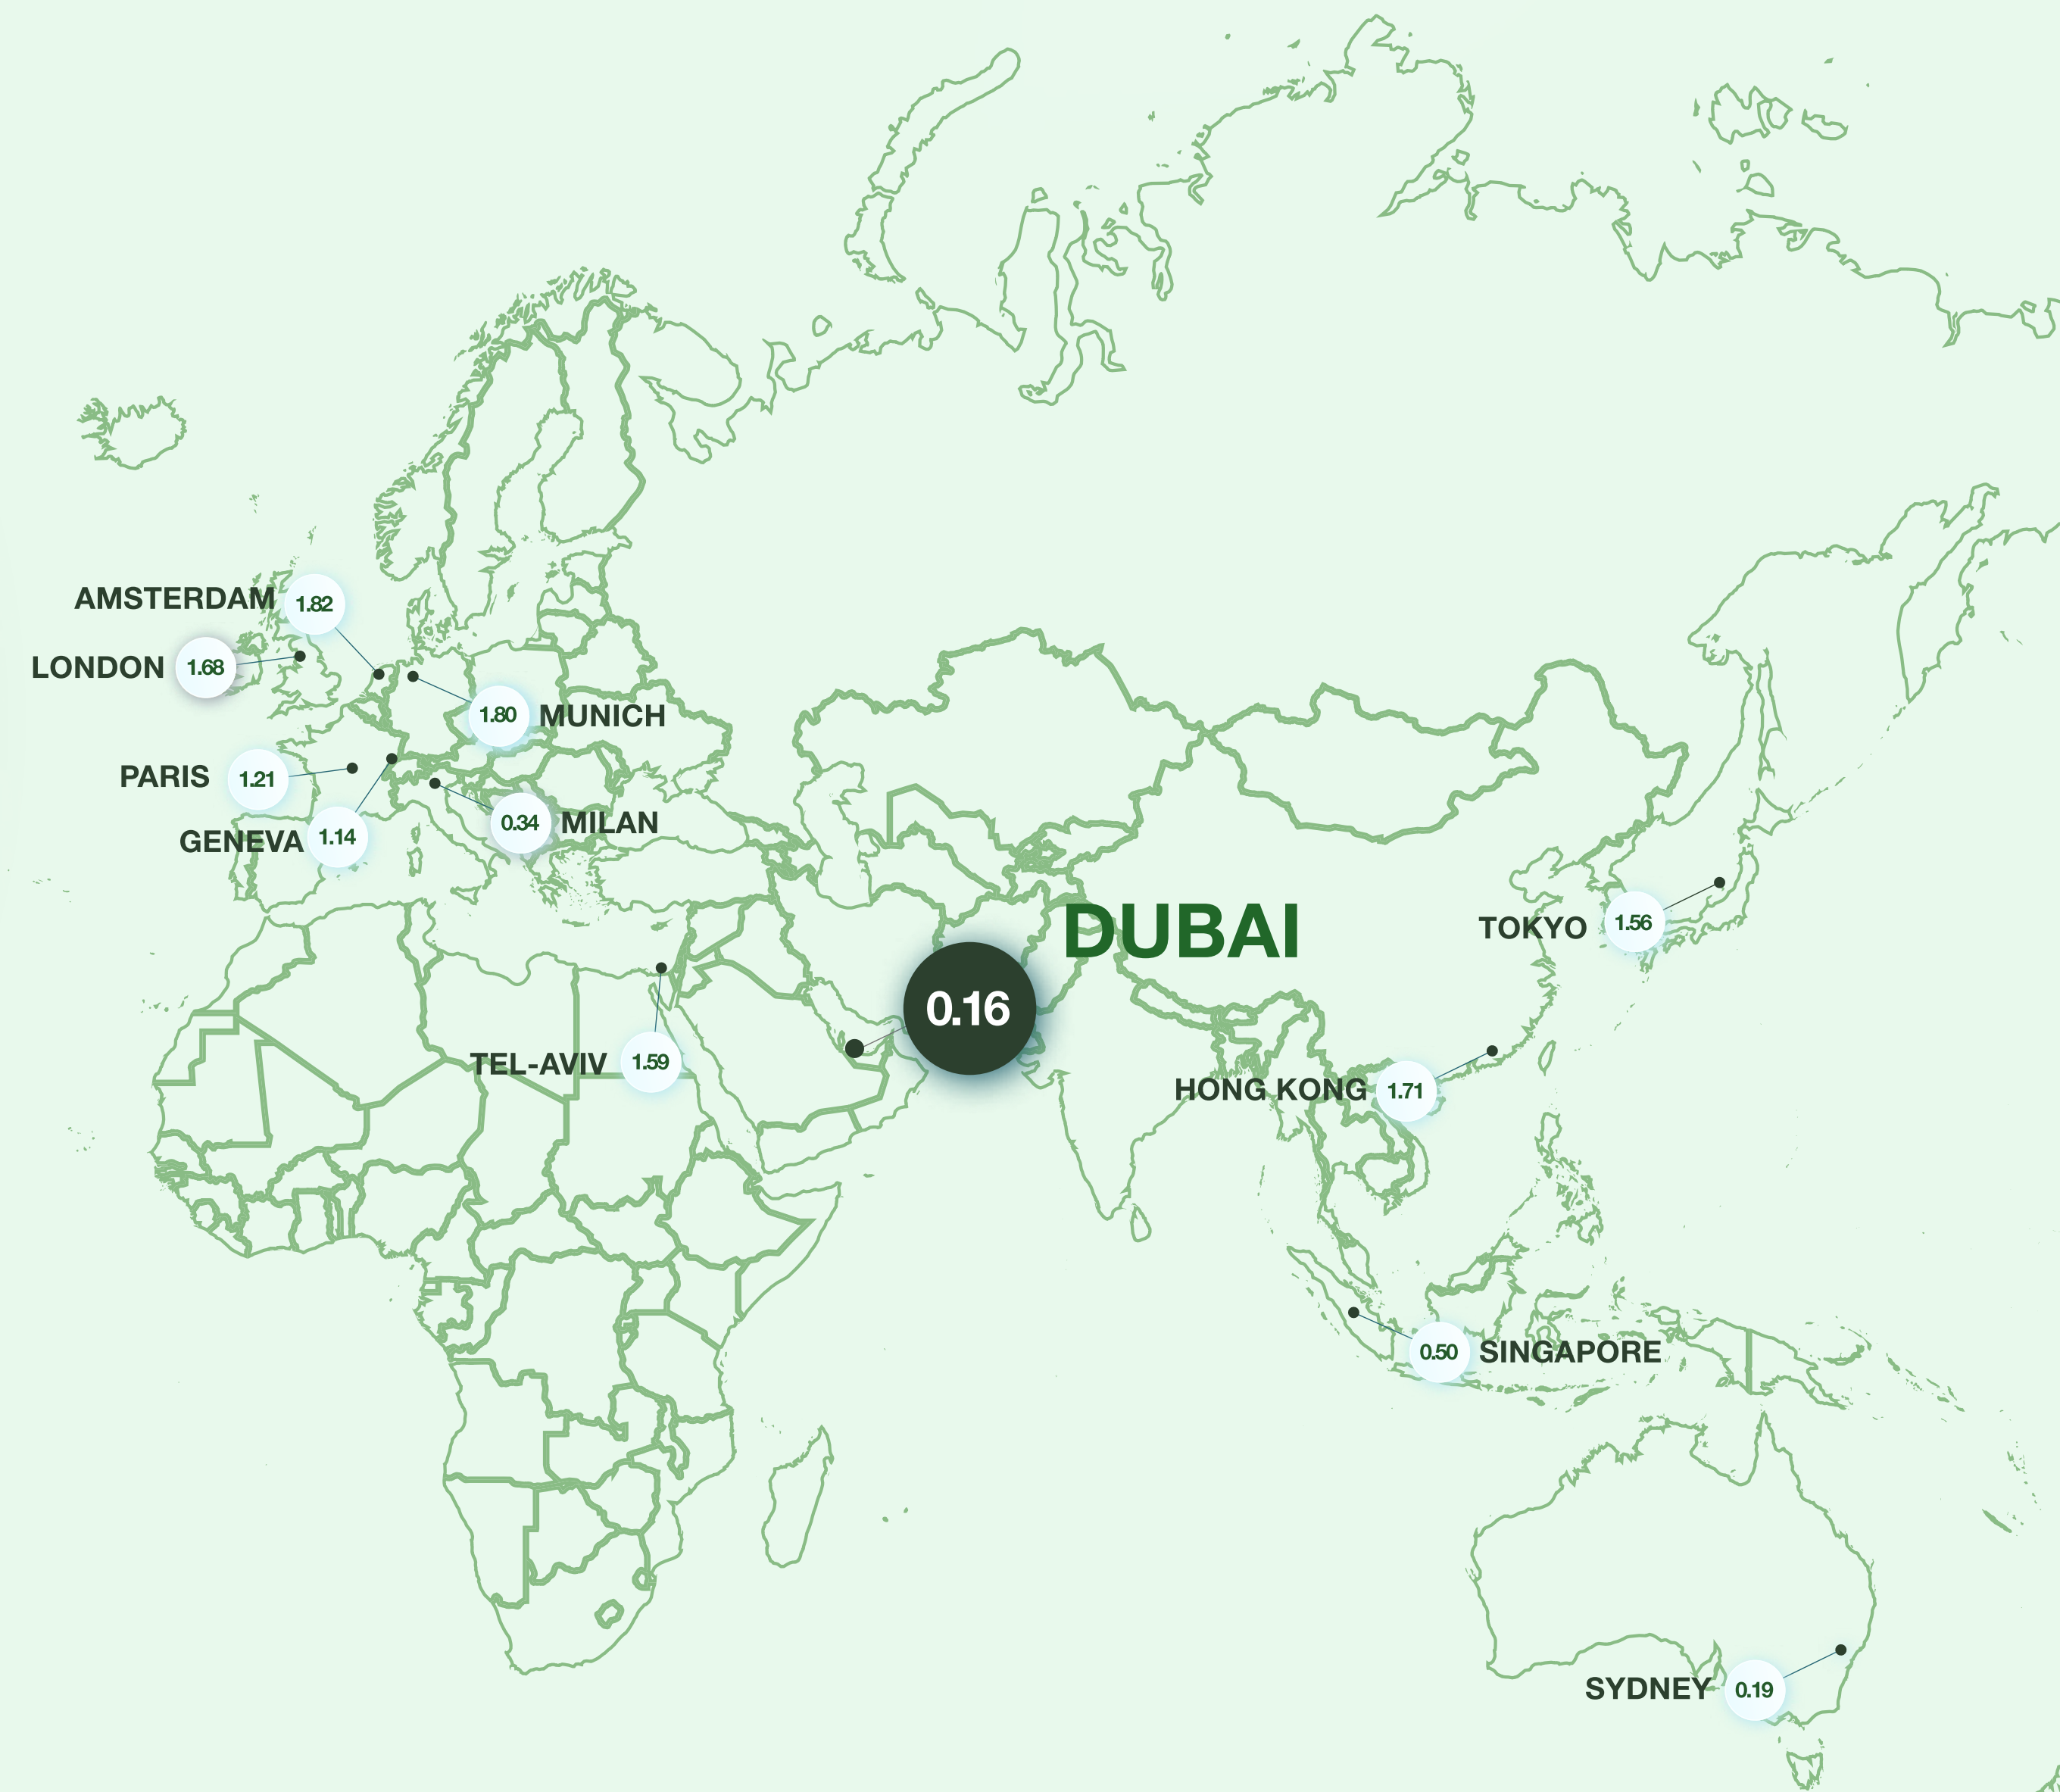 AMSTERDAM 1.82
LONDON 1.68
1.80 MUNICH
PARIS 1.21
GENEVA 1.14
0.34 MILAN
DUBAI
0.16
TOKYO 1.56
TEL-AVIV 1.59
HONG KONG 1.71
0.50 SINGAPORE
SYDNEY 0.19